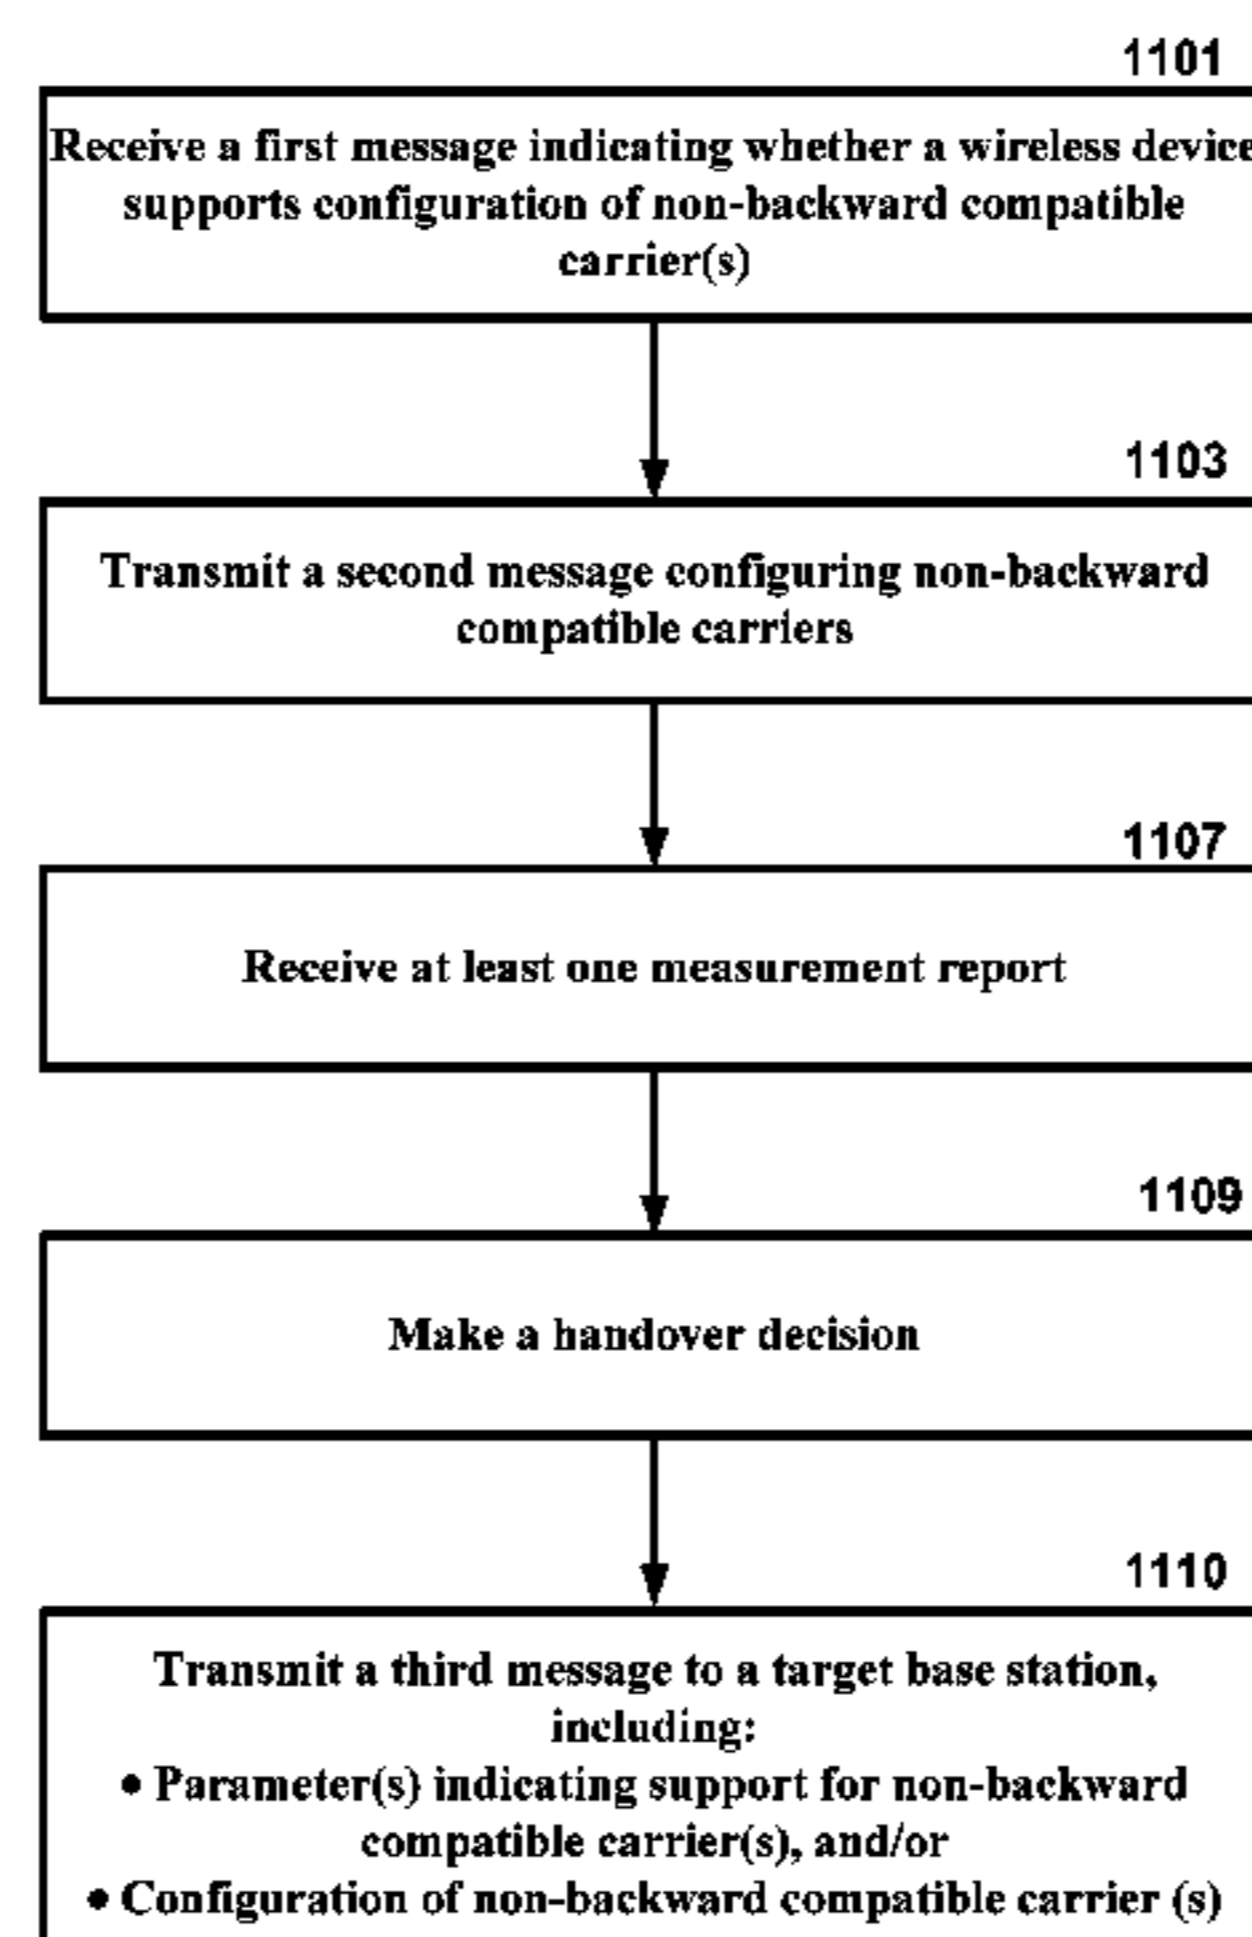 1101
Receive a first message indicating whether a wireless device
supports configuration of non-backward compatible
carrier(s)
1103
Transmit a second message configuring non-backward
compatible carriers
1107
Receive at least one measurement report
1109
Make a handover decision
1110
Transmit a third message to a target base station,
including:
• Parameter(s) indicating support for non-backward
compatible carrier(s), and/or
• Configuration of non-backward compatible carrier (s)